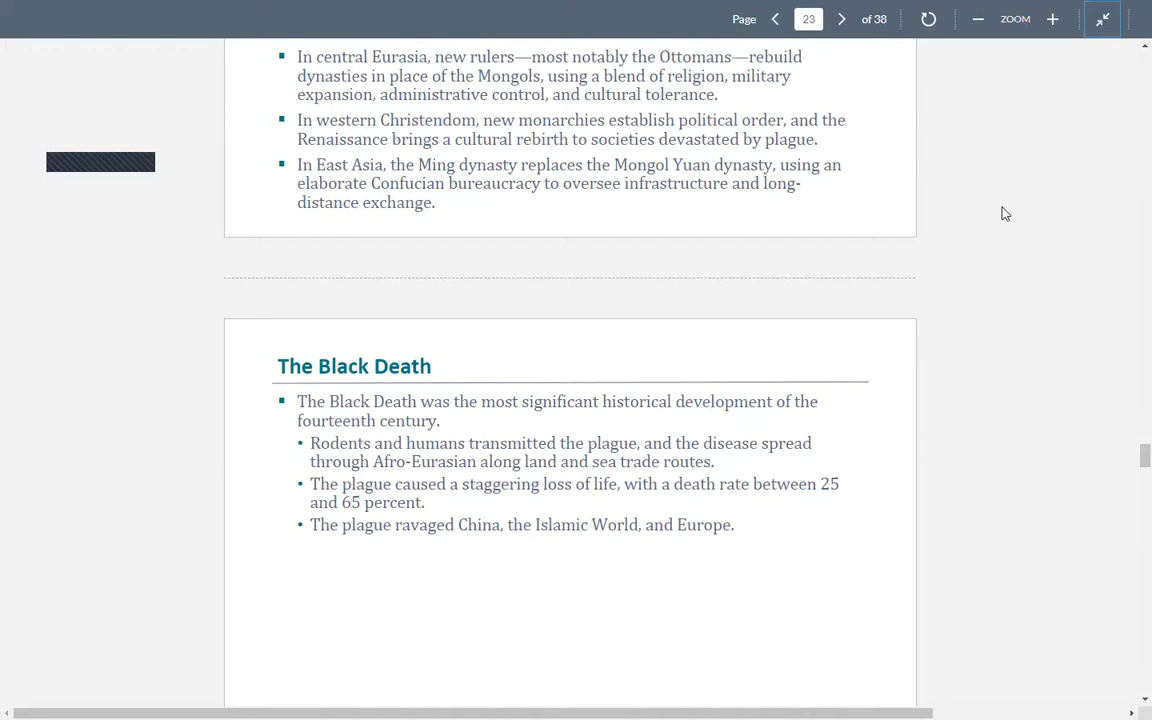 Page 23 of 38 ZOOM
▪ In central Eurasia, new rulers—most notably the Ottomans—rebuild
dynasties in place of the Mongols, using a blend of religion, military
expansion, administrative control, and cultural tolerance.
▪ In western Christendom, new monarchies establish political order, and the
Renaissance brings a cultural rebirth to societies devastated by plague.
▪ In East Asia, the Ming dynasty replaces the Mongol Yuan dynasty, using an
elaborate Confucian bureaucracy to oversee infrastructure and long-
distance exchange.
The Black Death
▪ The Black Death was the most significant historical development of the
fourteenth century.
• Rodents and humans transmitted the plague, and the disease spread
through Afro-Eurasian along land and sea trade routes.
• The plague caused a staggering loss of life, with a death rate between 25
and 65 percent.
• The plague ravaged China, the Islamic World, and Europe.